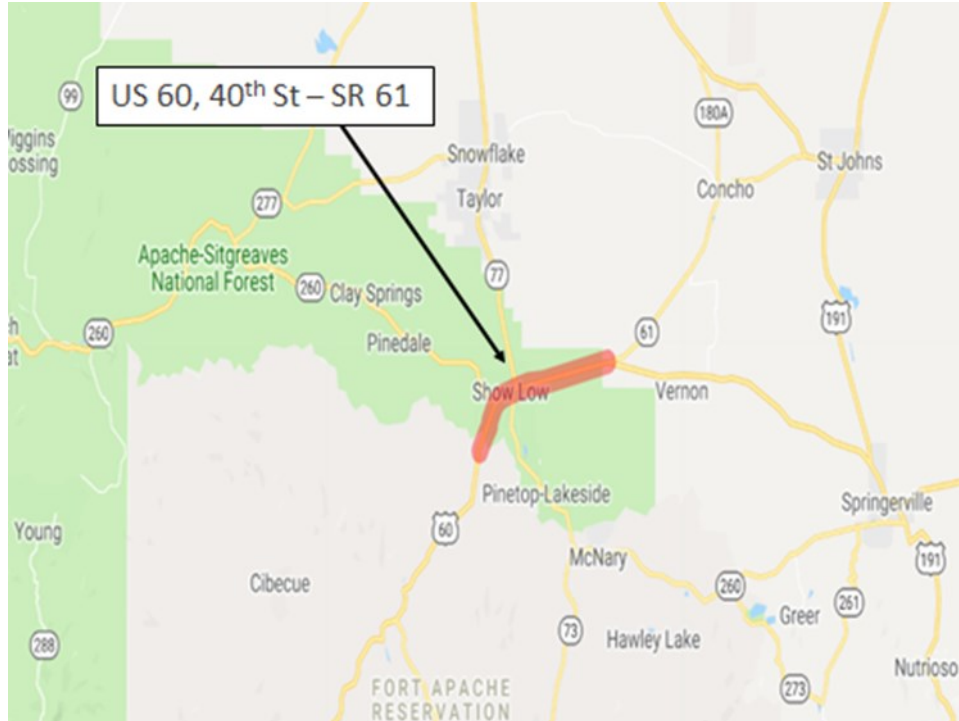 US 60, 40th St – SR 61
99
180A
Snowflake
St Johns
Concho
Taylor
277
Apache-Sitgreaves
National Forest
77
260
Clay Springs
191
260
61
Pinedale
Show Low
Vernon
Pinetop-Lakeside
Springerville
60
Young
McNary
191
Cibecue
260
261
Greer
73
288
Hawley Lake
Nutrioso
FORT APACHE
RESERVATION
273